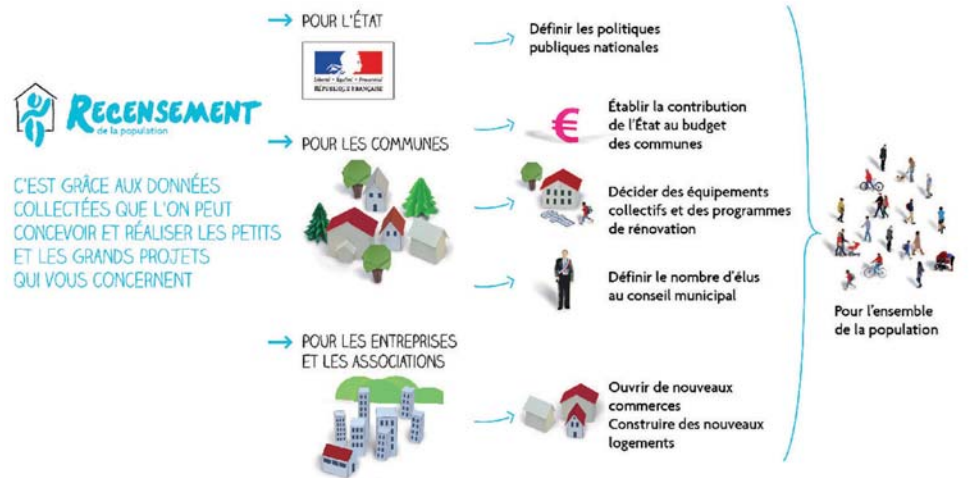 RECENSEMENT
de la population
C'EST GRÂCE AUX DONNÉES
COLLECTÉES QUE L'ON PEUT
CONCEVOIR ET RÉALISER LES PETITS
ET LES GRANDS PROJETS
QUI VOUS CONCERNENT
POUR L'ÉTAT
Liberté • Égalité • Fraternité
RÉPUBLIQUE FRANÇAISE
Définir les politiques
publiques nationales
POUR LES COMMUNES
€
Établir la contribution
de l'État au budget
des communes
Décider des équipements
collectifs et des programmes
de rénovation
Définir le nombre d'élus
au conseil municipal
POUR LES ENTREPRISES
ET LES ASSOCIATIONS
Ouvrir de nouveaux
commerces
Construire des nouveaux
logements
Pour l'ensemble
de la population